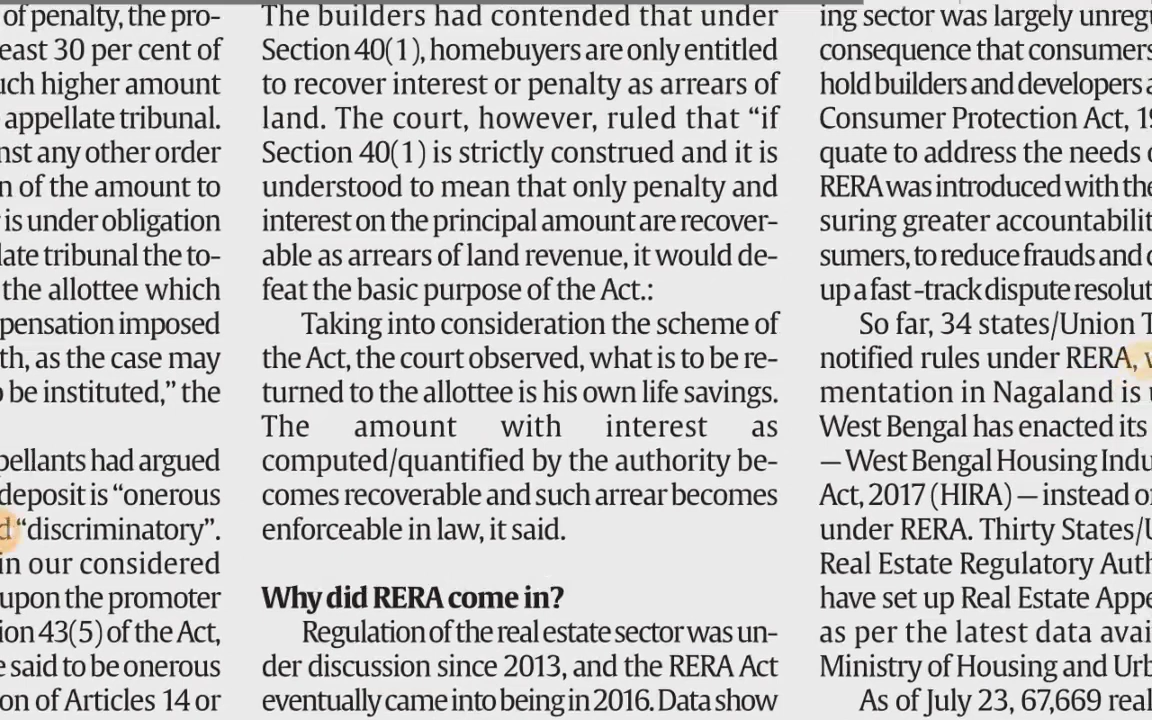 of penalty, the pro-
east 30 per cent of
uch higher amount
appellate tribunal.
nst any other order
n of the amount to
is under obligation
late tribunal the to-
the allottee which
pensation imposed
th, as the case may
be instituted,” the
pellants had argued
deposit is “onerous
“discriminatory”.
in our considered
upon the promoter
ion 43(5) of the Act,
e said to be onerous
on of Articles 14 or
The builders had contended that under
Section 40(1), homebuyers are only entitled
to recover interest or penalty as arrears of
land. The court, however, ruled that “if
Section 40(1) is strictly construed and it is
understood to mean that only penalty and
interest on the principal amount are recover-
able as arrears of land revenue, it would de-
feat the basic purpose of the Act.:
Taking into consideration the scheme of
the Act, the court observed, what is to be re-
turned to the allottee is his own life savings.
The amount with interest as
computed/quantified by the authority be-
comes recoverable and such arrear becomes
enforceable in law, it said.
Why did RERA come in?
Regulation of the real estate sector was un-
der discussion since 2013, and the RERA Act
eventually came into being in 2016. Data show
ing sector was largely unregu
consequence that consumers
hold builders and developers a
Consumer Protection Act, 19
quate to address the needs o
RERA was introduced with the
suring greater accountabilit
sumers, to reduce frauds and d
up a fast-track dispute resolut
So far, 34 states/Union T
notified rules under RERA,
mentation in Nagaland is u
West Bengal has enacted its
— West Bengal Housing Indu
Act, 2017 (HIRA) — instead of
under RERA. Thirty States/U
Real Estate Regulatory Auth
have set up Real Estate Appe
as per the latest data avai
Ministry of Housing and Urb
As of July 23, 67,669 real